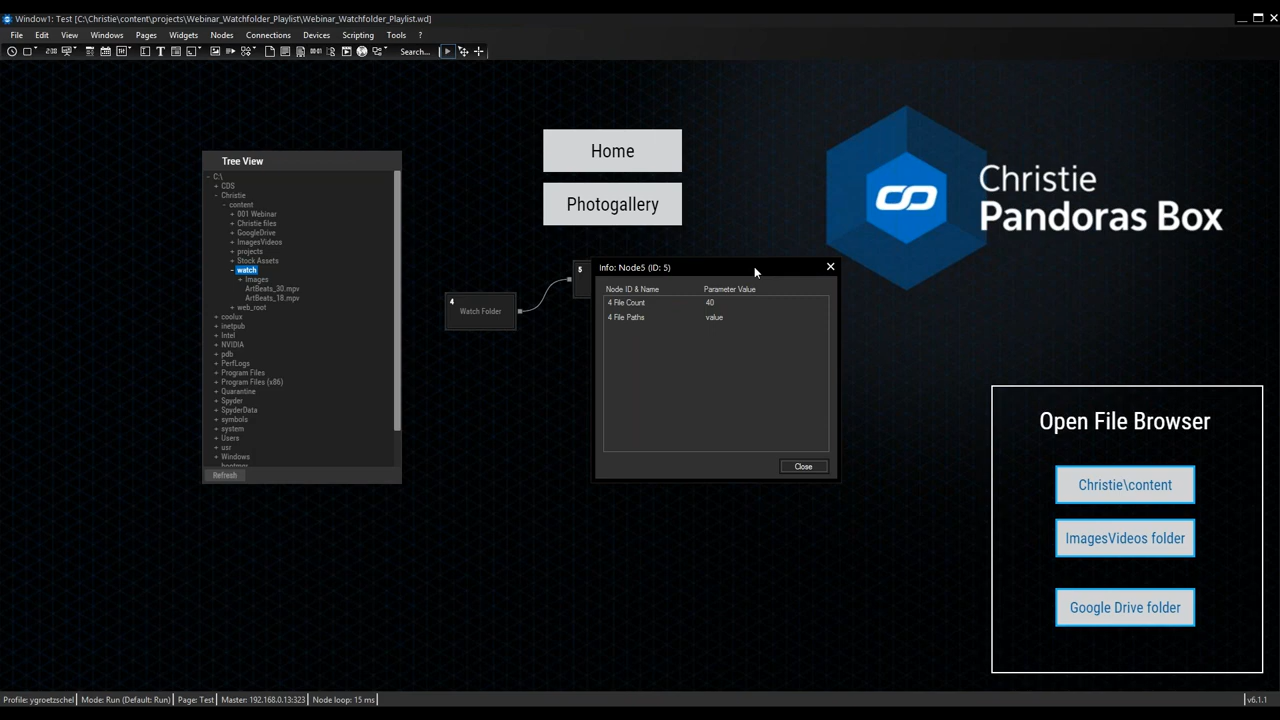 Window1: Test [C:\Christie\content\projects\Webinar_Watchfolder_Playlist\Webinar_Watchfolder_Playlist.wd]
File Edit View Windows Pages Widgets Nodes Connections Devices Scripting Tools ?
Search...
Tree View
C:\
CDS
Christie
content
001 Webinar
Christie files
GoogleDrive
ImagesVideos
projects
Stock Assets
watch
Images
ArtBeats_30.mpv
ArtBeats_18.mpv
web_root
coolux
inetpub
Intel
NVIDIA
pdb
PerfLogs
Program Files
Program Files (x86)
Quarantine
Spyder
SpyderData
symbols
system
Users
usr
Windows
bootmgr
Refresh
Home
Photogallery
4
Watch Folder
5
Info: Node5 (ID: 5)
Node ID & Name Parameter Value
4 File Count 40
4 File Paths value
Close
Christie
Pandoras Box
Open File Browser
Christie\content
ImagesVideos folder
Google Drive folder
Profile: ygroetzschel Mode: Run (Default: Run) Page: Test Master: 192.168.0.13:323 Node loop: 15 ms v6.1.1